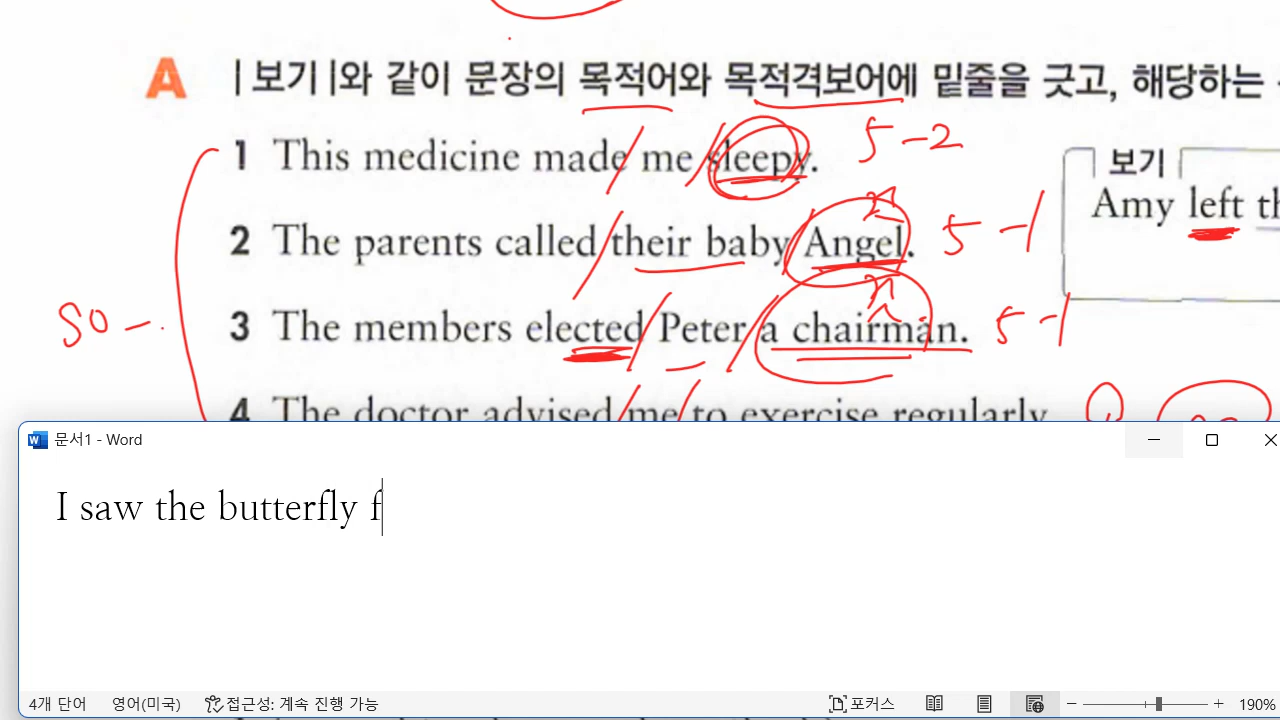 A |보기|와 같이 문장의 목적어와 목적격보어에 밑줄을 긋고, 해당하는
1 This medicine made me sleepy. 5-2
2 The parents called their baby Angel. n 5-1
3 The members elected Peter a chairman. n 5-1
보기
Amy left th
so -
4 The doctor advised me to exercise regularly
문서1 - Word
I saw the butterfly f
4개 단어 영어(미국) 접근성: 계속 진행 가능 포커스 190%